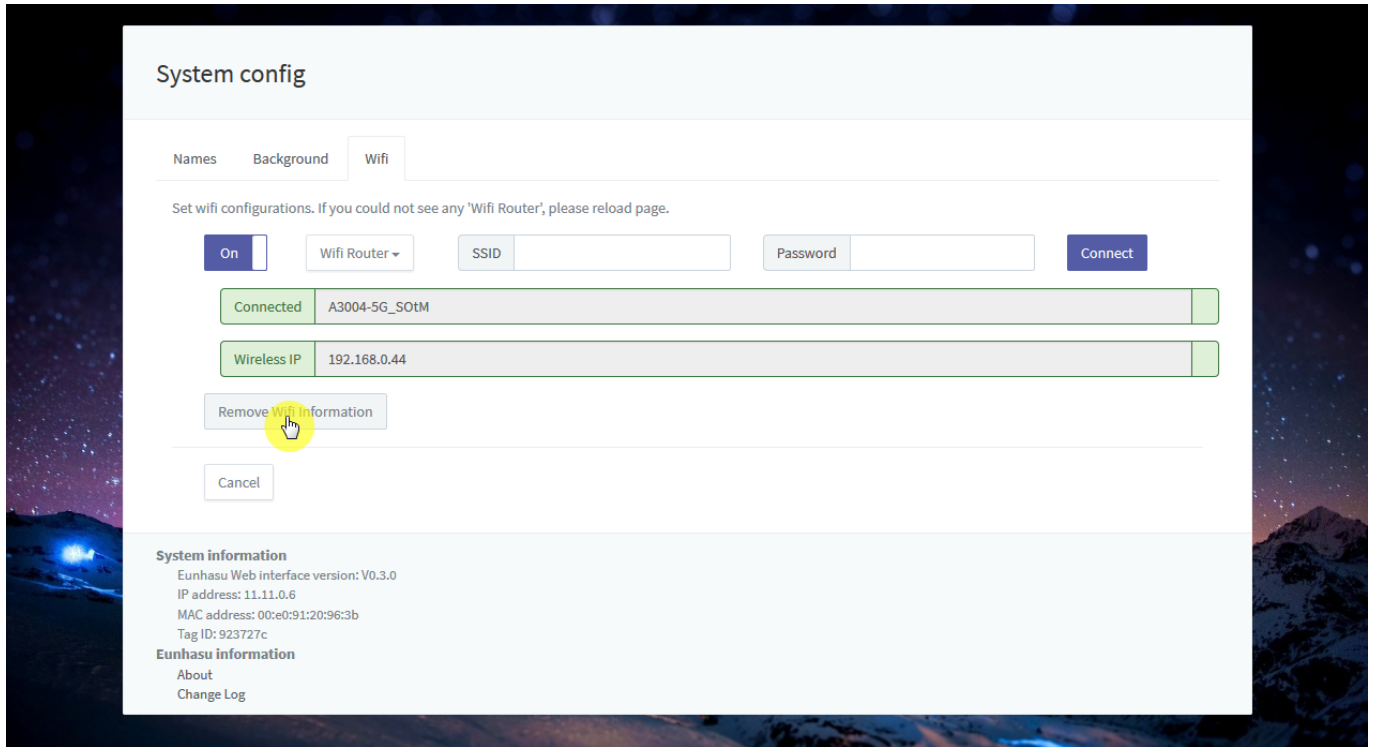 System config
Names Background Wifi
Set wifi configurations. If you could not see any 'Wifi Router', please reload page.
On Wifi Router SSID Password Connect
Connected A3004-5G_SOtM
Wireless IP 192.168.0.44
Remove Wifi Information
Cancel
System information
Eunhasu Web interface version: V0.3.0
IP address: 11.11.0.6
MAC address: 00:e0:91:20:96:3b
Tag ID: 923727c
Eunhasu information
About
Change Log